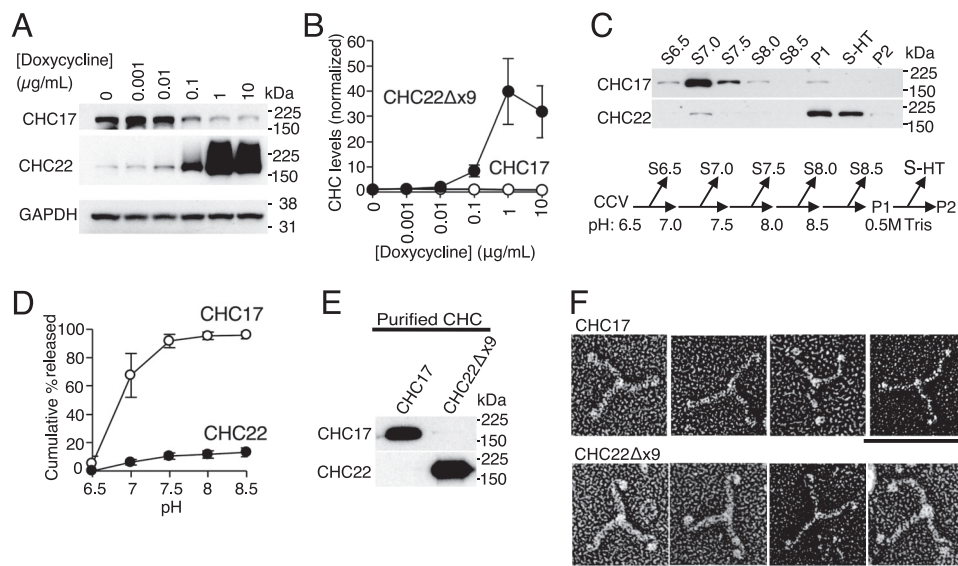 A
[Doxycycline]
(µg/mL)
0
0.001
0.01
0.1
1
10
kDa
CHC17
-225
-150
CHC22
-225
-150
GAPDH
- 38
- 31
B
CHC levels (normalized)
60
50
40
30
20
10
0
CHC22Δx9
CHC17
0
0.001
0.01
0.1
1
100
[Doxycycline] (µg/mL)
C
S6.5
S7.0
S7.5
S8.0
S8.5
P1
S-HT
P2
kDa
CHC17
-225
-150
CHC22
-225
-150
S6.5 S7.0 S7.5 S8.0 S8.5 S-HT
CCV P1 P2
pH: 6.5 7.0 7.5 8.0 8.5 0.5M Tris
D
Cumulative % released
100
80
60
40
20
0
CHC17
CHC22
6.5 7 7.5 8 8.5
pH
E
Purified CHC
CHC17
CHC22Δx9
kDa
CHC17
-225
-150
CHC22
-225
-150
F
CHC17
CHC22Δx9